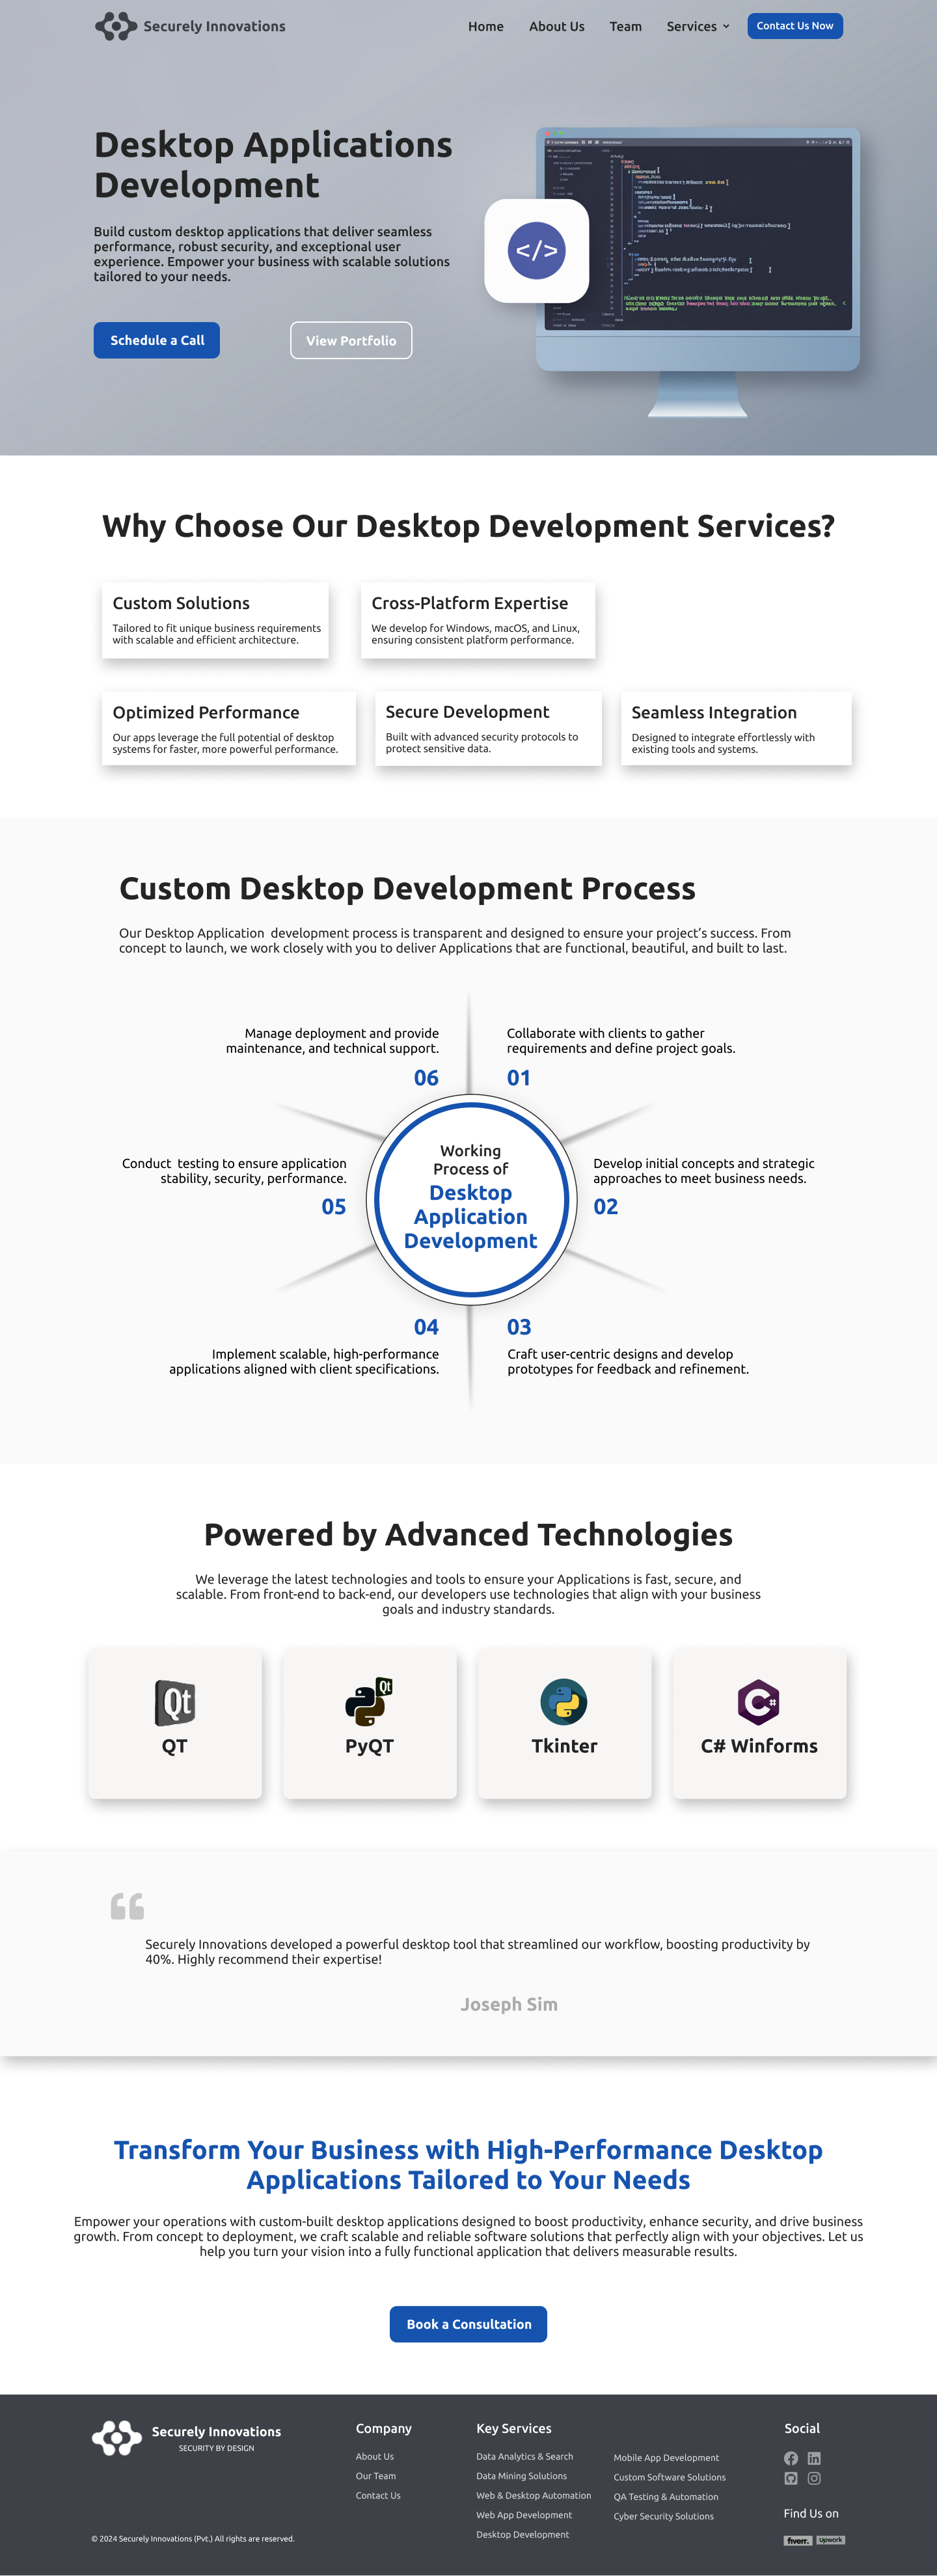 Securely Innovations
Home
About Us
Team
Services
Contact Us Now
Desktop Applications
Development
Build custom desktop applications that deliver seamless
performance, robust security, and exceptional user
experience. Empower your business with scalable solutions
tailored to your needs.
</>
Schedule a Call
View Portfolio
Why Choose Our Desktop Development Services?
Custom Solutions
Tailored to fit unique business requirements
with scalable and efficient architecture.
Cross-Platform Expertise
We develop for Windows, macOS, and Linux,
ensuring consistent platform performance.
Optimized Performance
Our apps leverage the full potential of desktop
systems for faster, more powerful performance.
Secure Development
Built with advanced security protocols to
protect sensitive data.
Seamless Integration
Designed to integrate effortlessly with
existing tools and systems.
Custom Desktop Development Process
Our Desktop Application  development process is transparent and designed to ensure your project’s success. From
concept to launch, we work closely with you to deliver Applications that are functional, beautiful, and built to last.
Manage deployment and provide
maintenance, and technical support.
06
Collaborate with clients to gather
requirements and define project goals.
01
Conduct  testing to ensure application
stability, security, performance.
05
Working
Process of
Desktop
Application
Development
Develop initial concepts and strategic
approaches to meet business needs.
02
04
Implement scalable, high-performance
applications aligned with client specifications.
03
Craft user-centric designs and develop
prototypes for feedback and refinement.
Powered by Advanced Technologies
We leverage the latest technologies and tools to ensure your Applications is fast, secure, and
scalable. From front-end to back-end, our developers use technologies that align with your business
goals and industry standards.
Qt
QT
Qt
PyQT
Tkinter
C#
C# Winforms
Securely Innovations developed a powerful desktop tool that streamlined our workflow, boosting productivity by
40%. Highly recommend their expertise!
Joseph Sim
Transform Your Business with High-Performance Desktop
Applications Tailored to Your Needs
Empower your operations with custom-built desktop applications designed to boost productivity, enhance security, and drive business
growth. From concept to deployment, we craft scalable and reliable software solutions that perfectly align with your objectives. Let us
help you turn your vision into a fully functional application that delivers measurable results.
Book a Consultation
Securely Innovations
SECURITY BY DESIGN
© 2024 Securely Innovations (Pvt.) All rights are reserved.
Company
About Us
Our Team
Contact Us
Key Services
Data Analytics & Search
Data Mining Solutions
Web & Desktop Automation
Web App Development
Desktop Development
Mobile App Development
Custom Software Solutions
QA Testing & Automation
Cyber Security Solutions
Social
Find Us on
fiverr.
Upwork